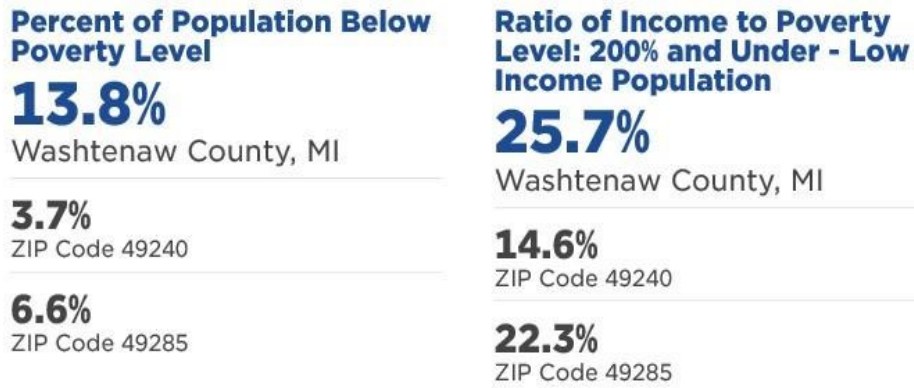 Percent of Population Below
Poverty Level
13.8%
Washtenaw County, MI
3.7%
ZIP Code 49240
6.6%
ZIP Code 49285
Ratio of Income to Poverty
Level: 200% and Under - Low
Income Population
25.7%
Washtenaw County, MI
14.6%
ZIP Code 49240
22.3%
ZIP Code 49285